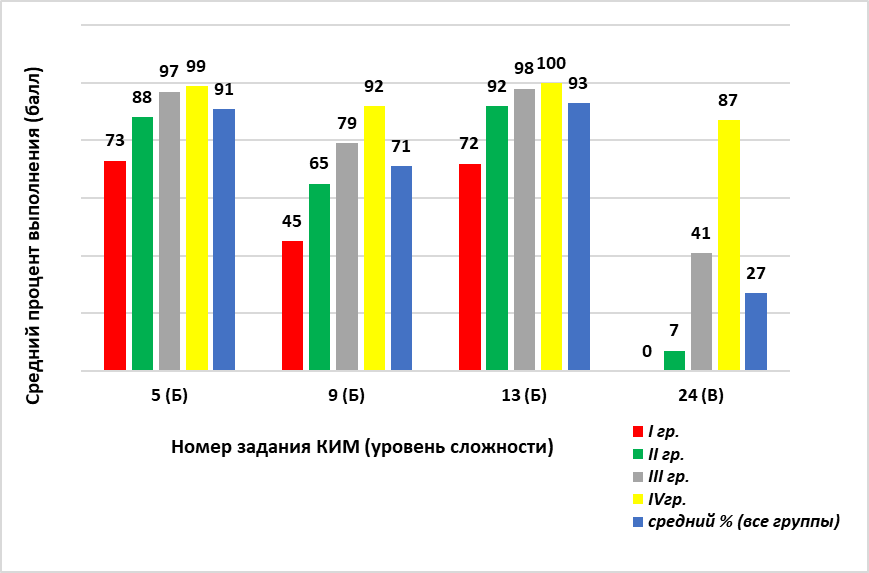 Средний процент выполнения (балл)
73 88 97 99 91
45 65 79 92 71
72 92 98 100 93
0 7 41 87 27
5 (Б) 9 (Б) 13 (Б) 24 (В)
Номер задания КИМ (уровень сложности)
I гр.
II гр.
III гр.
IVгр.
средний % (все группы)